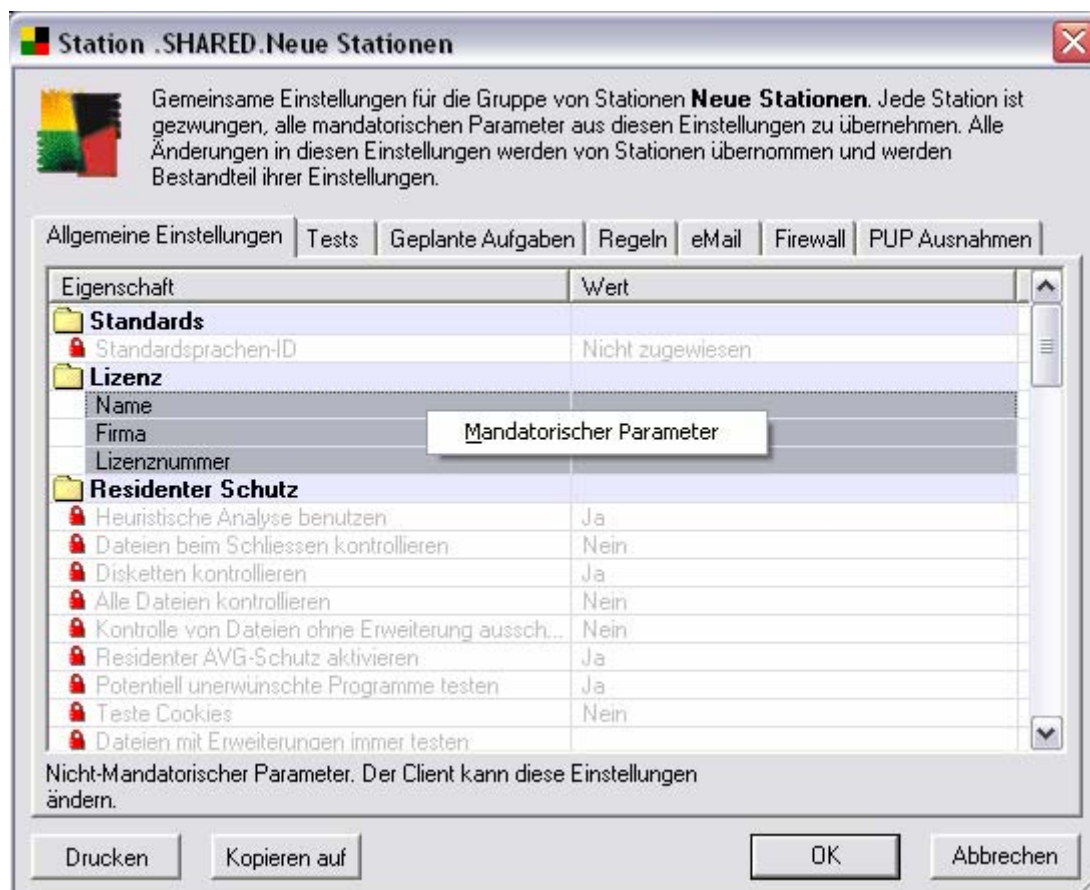 Station .SHARED.Neue Stationen
Gemeinsame Einstellungen für die Gruppe von Stationen Neue Stationen. Jede Station ist
gezwungen, alle mandatorischen Parameter aus diesen Einstellungen zu übernehmen. Alle
Änderungen in diesen Einstellungen werden von Stationen übernommen und werden
Bestandteil ihrer Einstellungen.
Allgemeine Einstellungen Tests Geplante Aufgaben Regeln eMail Firewall PUP Ausnahmen
Eigenschaft Wert
Standards
Standardsprachen-ID Nicht zugewiesen
Lizenz
Name
Firma
Mandatorischer Parameter
Lizenznummer
Residenter Schutz
Heuristische Analyse benutzen Ja
Dateien beim Schliessen kontrollieren Nein
Disketten kontrollieren Ja
Alle Dateien kontrollieren Nein
Kontrolle von Dateien ohne Erweiterung aussch... Nein
Residenter AVG-Schutz aktivieren Ja
Potentiell unerwünschte Programme testen Ja
Teste Cookies Nein
Dateien mit Erweiterungen immer testen
Nicht-Mandatorischer Parameter. Der Client kann diese Einstellungen
ändern.
Drucken Kopieren auf OK Abbrechen